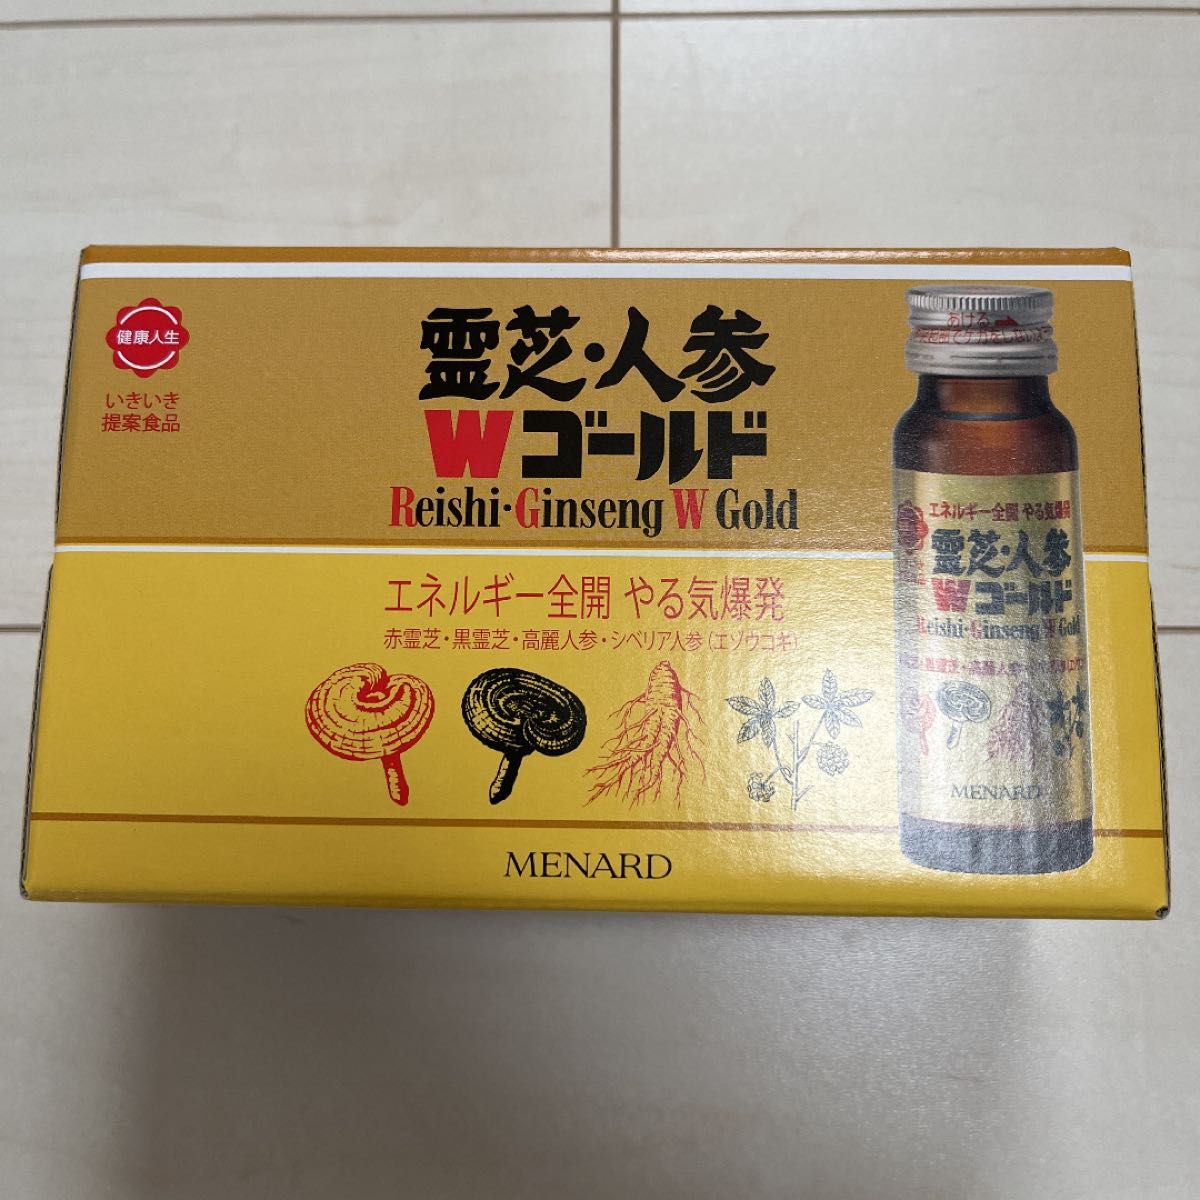 健康人生
いきいき
提案食品
霊芝・人参
Wゴールド
Reishi・Ginseng W Gold
エネルギー全開 やる気爆発
赤霊芝・黒霊芝・高麗人参・シベリア人参(エゾウコギ)
MENARD
あける
エネルギー全開 やる気爆発
霊芝・人参
Wゴールド
Reishi・Ginseng W Gold
MENARD